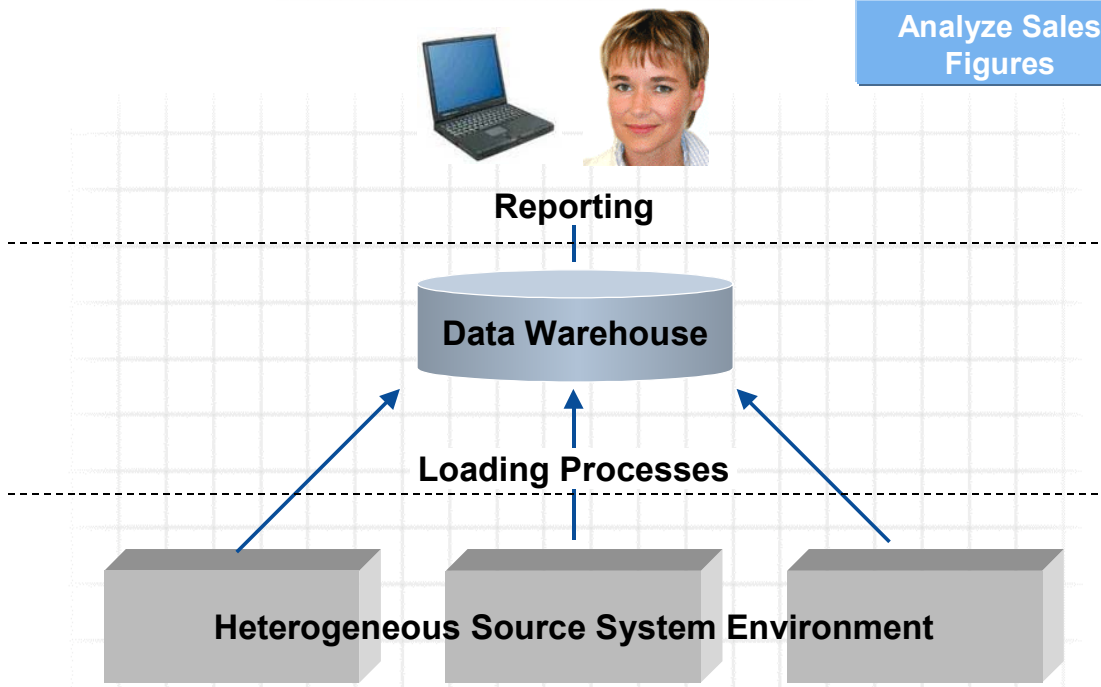 Analyze Sales
Figures
Reporting
Data Warehouse
Loading Processes
Heterogeneous Source System Environment